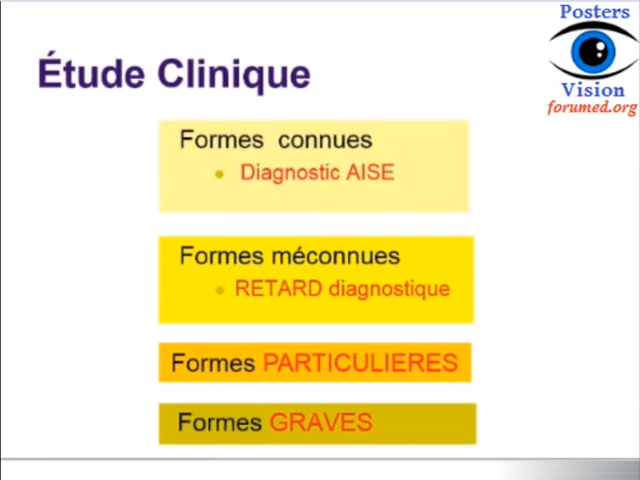 Posters
Vision
forumed.org
Étude Clinique
Formes connues
Diagnostic AISE
Formes méconnues
RETARD diagnostique
Formes PARTICULIERES
Formes GRAVES